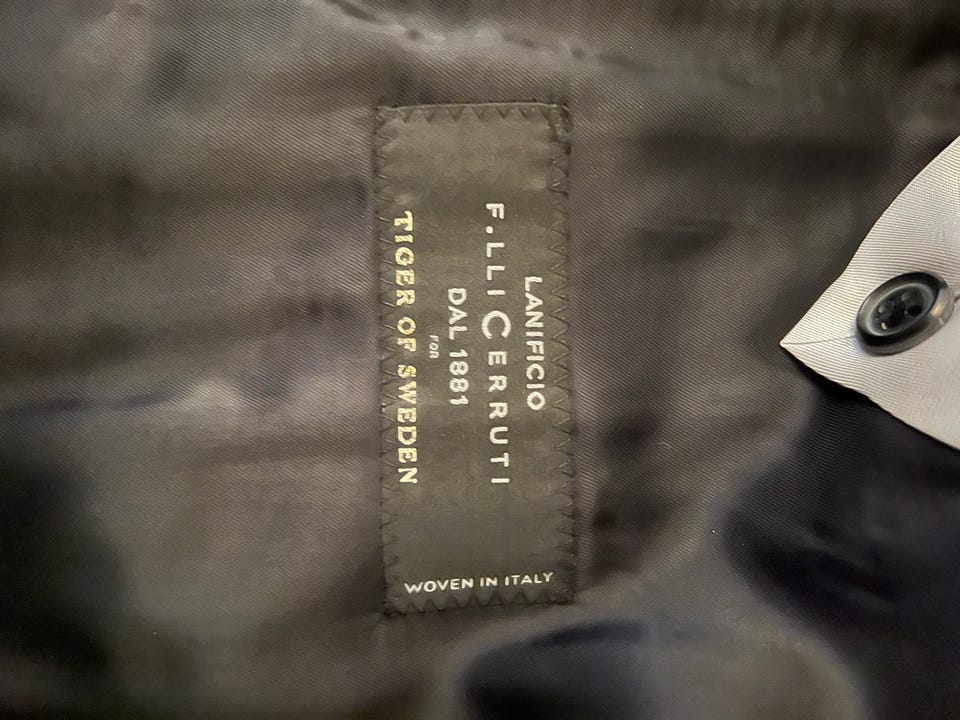 LANIFICIO
F.LLI CERRUTI
DAL 1881
FOR
TIGER OF SWEDEN
WOVEN IN ITALY